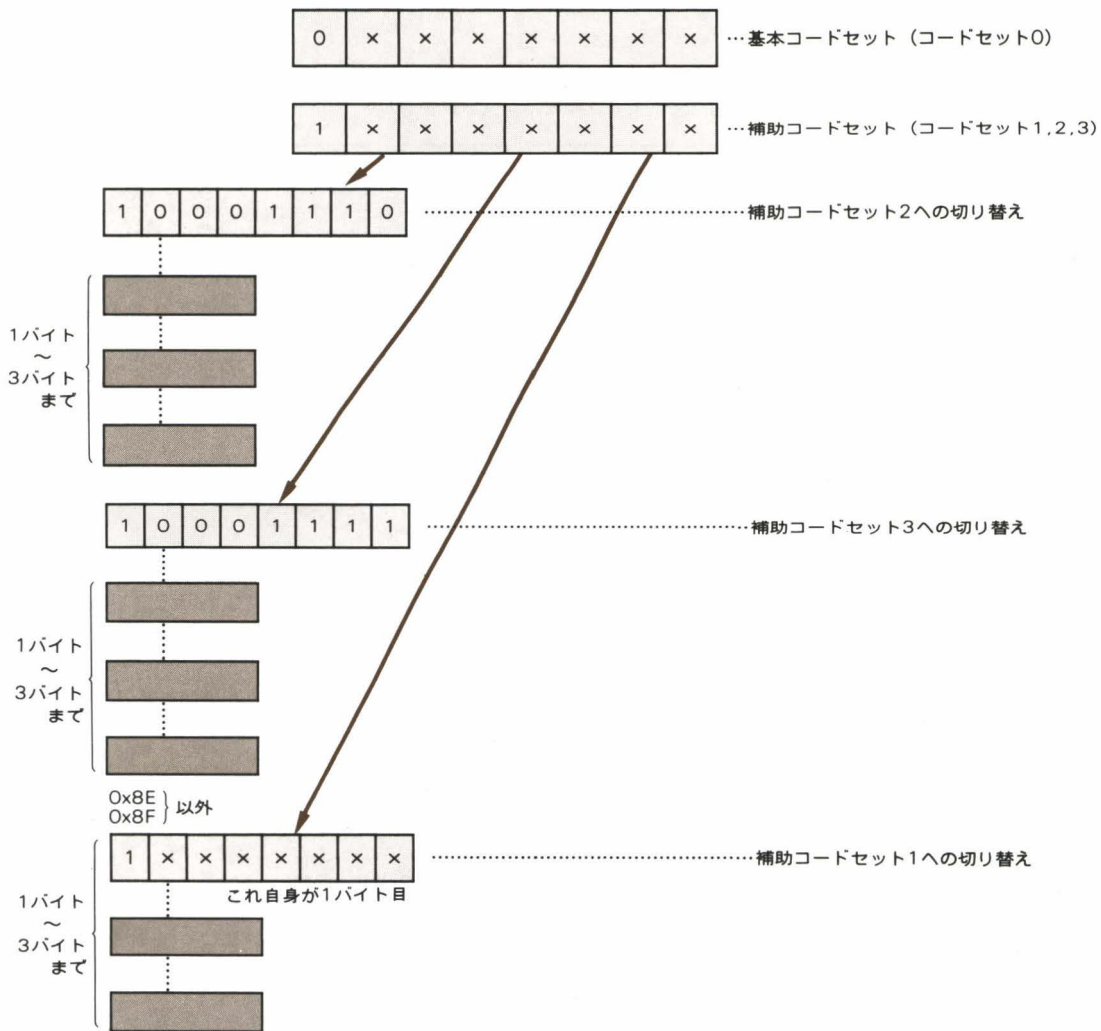 0 × × × × × × × …基本コードセット（コードセット0）
1 × × × × × × × …補助コードセット（コードセット1,2,3）
1 0 0 0 1 1 1 0 ……補助コードセット2への切り替え
1バイト
～
3バイト
まで
1 0 0 0 1 1 1 1 ……補助コードセット3への切り替え
1バイト
～
3バイト
まで
0x8E
0x8F } 以外
1 × × × × × × × ……補助コードセット1への切り替え
これ自身が1バイト目
1バイト
～
3バイト
まで